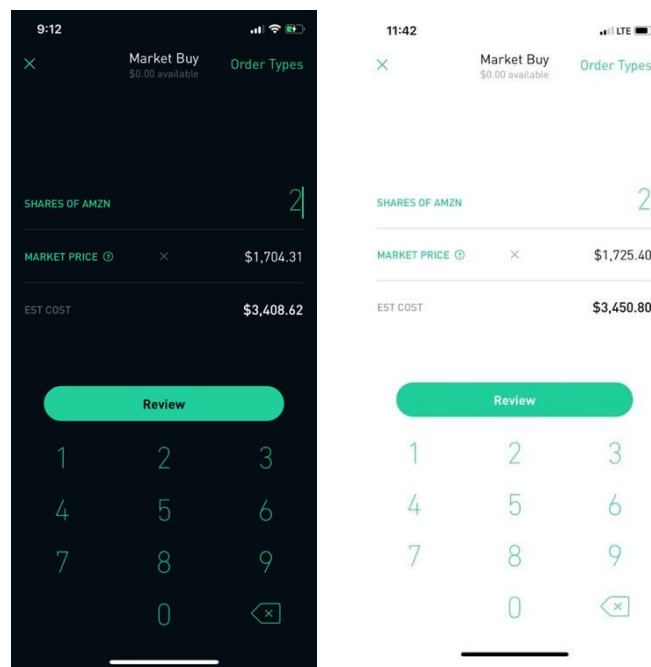 9:12
Market Buy
$0.00 available
Order Types
SHARES OF AMZN 2
MARKET PRICE ? × $1,704.31
EST COST $3,408.62
Review
1 2 3
4 5 6
7 8 9
0
11:42
LTE
Market Buy
$0.00 available
Order Types
SHARES OF AMZN 2
MARKET PRICE ? × $1,725.40
EST COST $3,450.80
Review
1 2 3
4 5 6
7 8 9
0